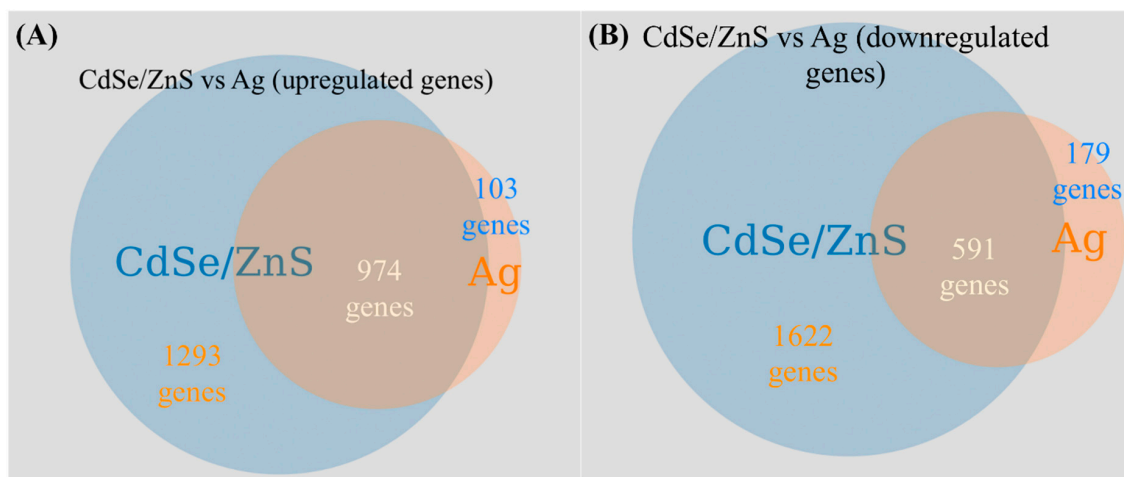 (A)
CdSe/ZnS vs Ag (upregulated genes)
103
genes
CdSe/ZnS
Ag
974
genes
1293
genes
(B)
CdSe/ZnS vs Ag (downregulated
genes)
179
genes
CdSe/ZnS
Ag
591
genes
1622
genes